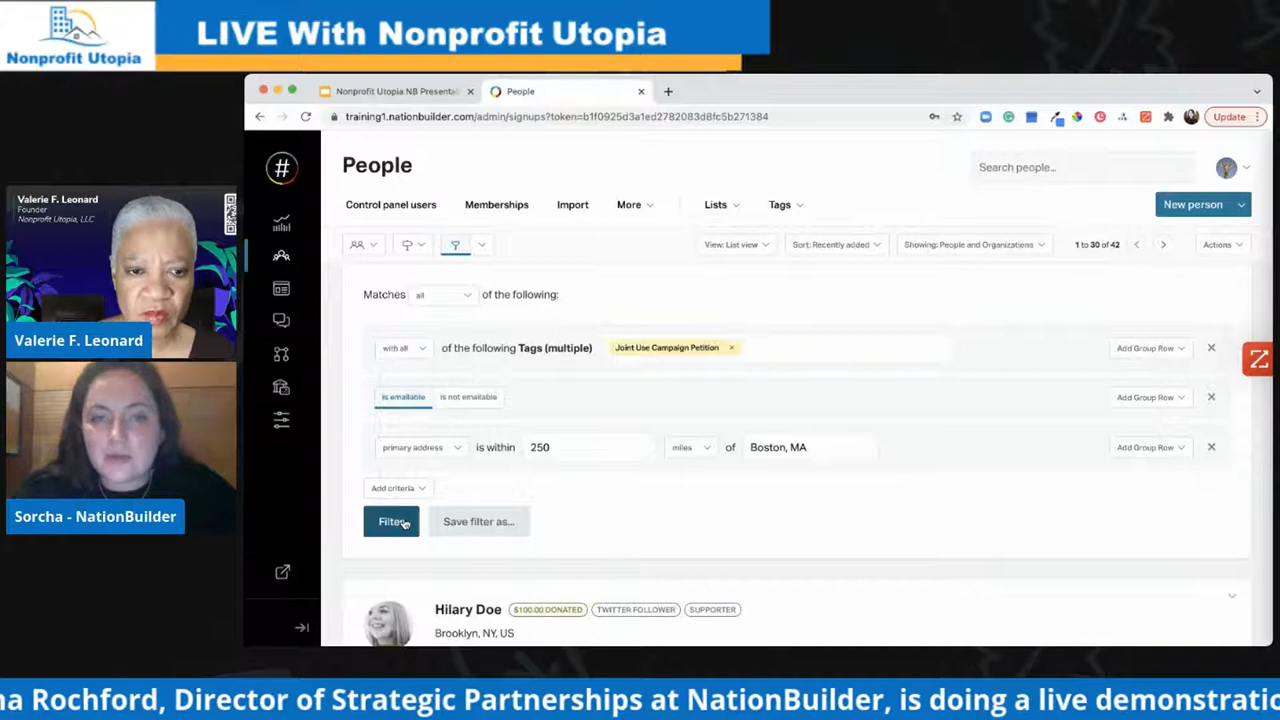 LIVE With Nonprofit Utopia
Nonprofit Utopia
Nonprofit Utopia NB Presentat
People
training1.nationbuilder.com/admin/signups?token=b1f0925d3a1ed2782083d8fc5b271384
Update
People
Search people...
Control panel users
Memberships
Import
More
Lists
Tags
New person
View: List view
Sort: Recently added
Showing: People and Organizations
1 to 30 of 42
Actions
Matches all of the following:
with all of the following Tags (multiple) Joint Use Campaign Petition ×
Add Group Row
is emailable
is not emailable
Add Group Row
primary address is within 250 miles of Boston, MA
Add Group Row
Add criteria
Filter
Save filter as...
Hilary Doe
$100.00 DONATED
TWITTER FOLLOWER
SUPPORTER
Brooklyn, NY, US
Valerie F. Leonard
Founder
Nonprofit Utopia, LLC
Valerie F. Leonard
Sorcha - NationBuilder
na Rochford, Director of Strategic Partnerships at NationBuilder, is doing a live demonstratio